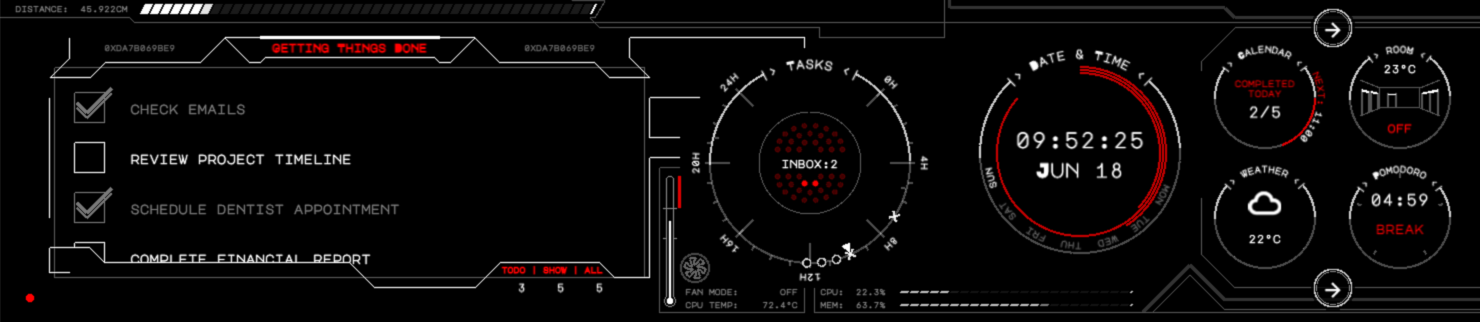 DISTANCE: 45.922CM
0XDA7B069BE9
GETTING THINGS DONE
0XDA7B069BE9
CHECK EMAILS
REVIEW PROJECT TIMELINE
SCHEDULE DENTIST APPOINTMENT
COMPLETE FINANCIAL REPORT
TODO | SHOW | ALL
3 5 5
TASKS
0H
4H
8H
12H
16H
20H
24H
INBOX:2
FAN MODE: OFF
CPU TEMP: 72.4°C
CPU: 22.3%
MEM: 63.7%
DATE & TIME
09:52:25
JUN 18
MON
TUE
WED
THU
FRI
SAT
SUN
CALENDAR
COMPLETED
TODAY
2/5
NEXT: 11:00
ROOM
23°C
OFF
WEATHER
22°C
POMODORO
04:59
BREAK